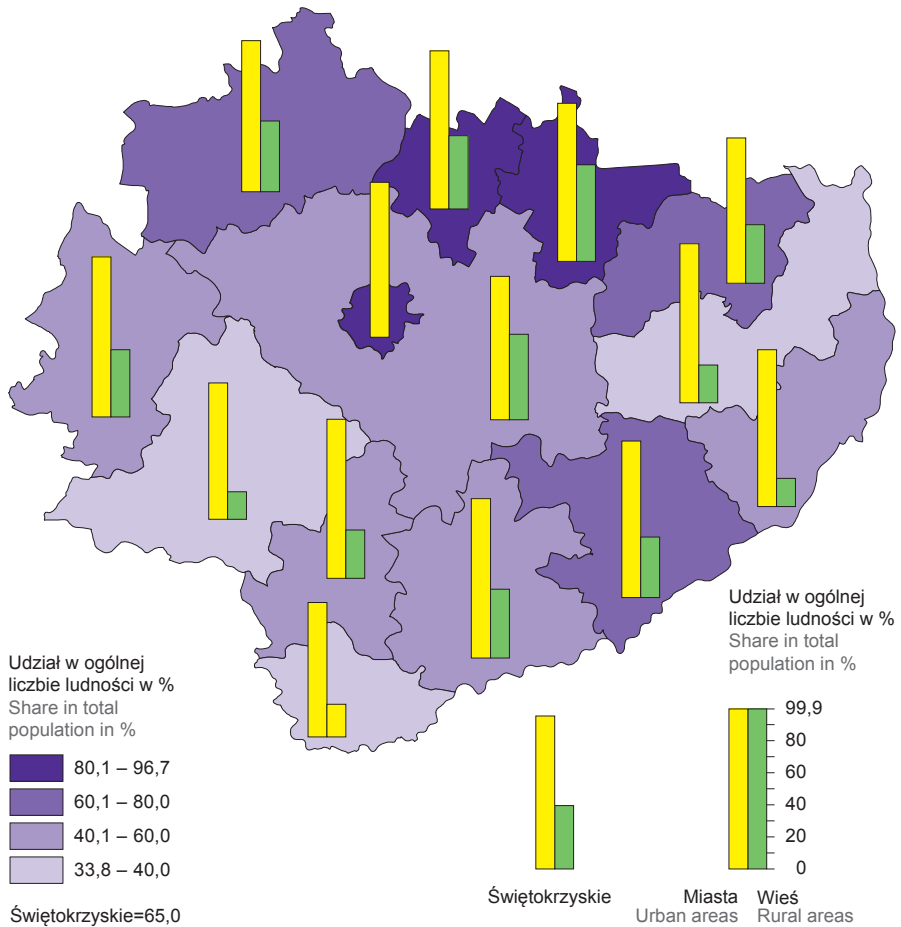 Udział w ogólnej
liczbie ludności w %
Share in total
population in %
80,1 – 96,7
60,1 – 80,0
40,1 – 60,0
33,8 – 40,0
Świętokrzyskie=65,0
Świętokrzyskie
Udział w ogólnej
liczbie ludności w %
Share in total
population in %
99,9
80
60
40
20
0
Miasta Wieś
Urban areas Rural areas